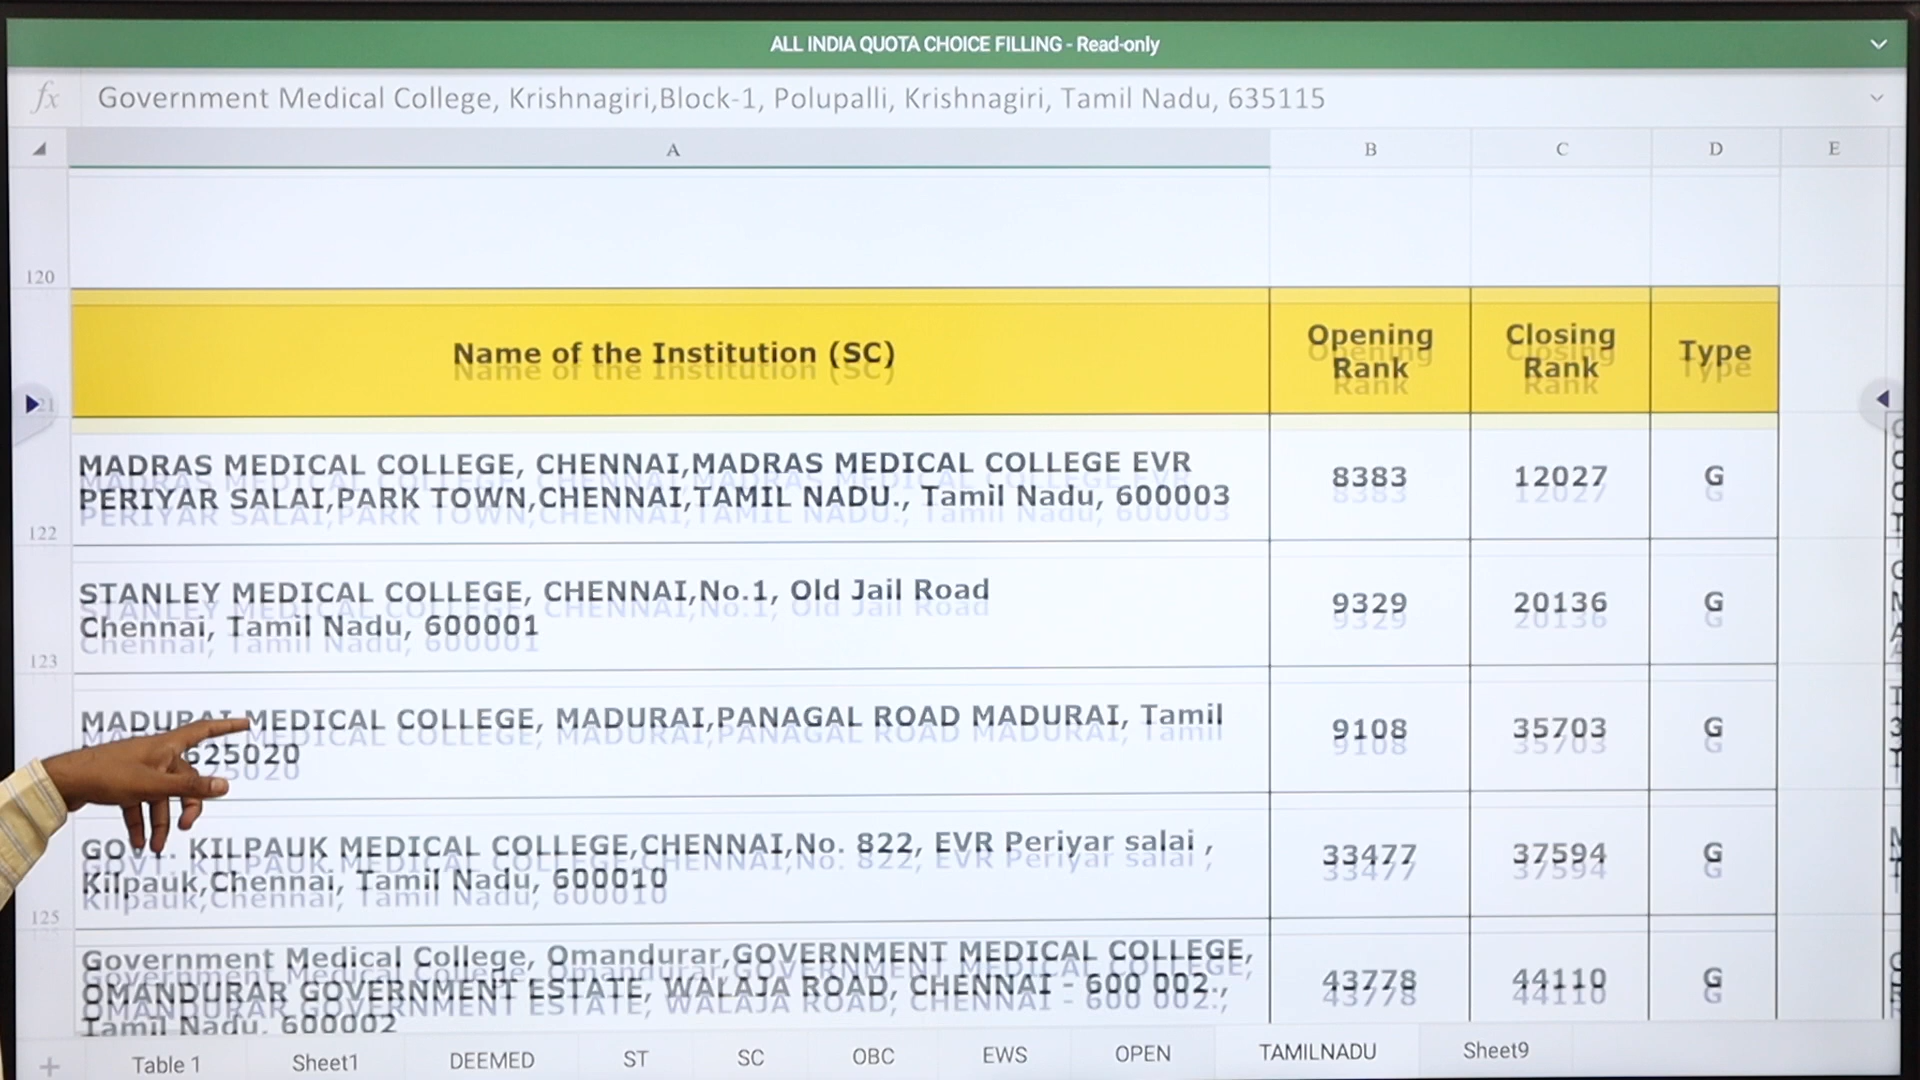 ALL INDIA QUOTA CHOICE FILLING - Read-only
fx Government Medical College, Krishnagiri,Block-1, Polupalli, Krishnagiri, Tamil Nadu, 635115
A B C D E
120
Name of the Institution (SC) Opening Rank Closing Rank Type
MADRAS MEDICAL COLLEGE, CHENNAI,MADRAS MEDICAL COLLEGE EVR
PERIYAR SALAI,PARK TOWN,CHENNAI,TAMIL NADU., Tamil Nadu, 600003
8383 12027 G
122
STANLEY MEDICAL COLLEGE, CHENNAI,No.1, Old Jail Road
Chennai, Tamil Nadu, 600001
9329 20136 G
123
MADURAI MEDICAL COLLEGE, MADURAI,PANAGAL ROAD MADURAI, Tamil
625020
9108 35703 G
GOVT. KILPAUK MEDICAL COLLEGE,CHENNAI,No. 822, EVR Periyar salai ,
Kilpauk,Chennai, Tamil Nadu, 600010
33477 37594 G
125
Government Medical College, Omandurar,GOVERNMENT MEDICAL COLLEGE,
OMANDURAR GOVERNMENT ESTATE, WALAJA ROAD, CHENNAI - 600 002.,
Tamil Nadu, 600002
43778 44110 G
Table 1 Sheet1 DEEMED ST SC OBC EWS OPEN TAMILNADU Sheet9